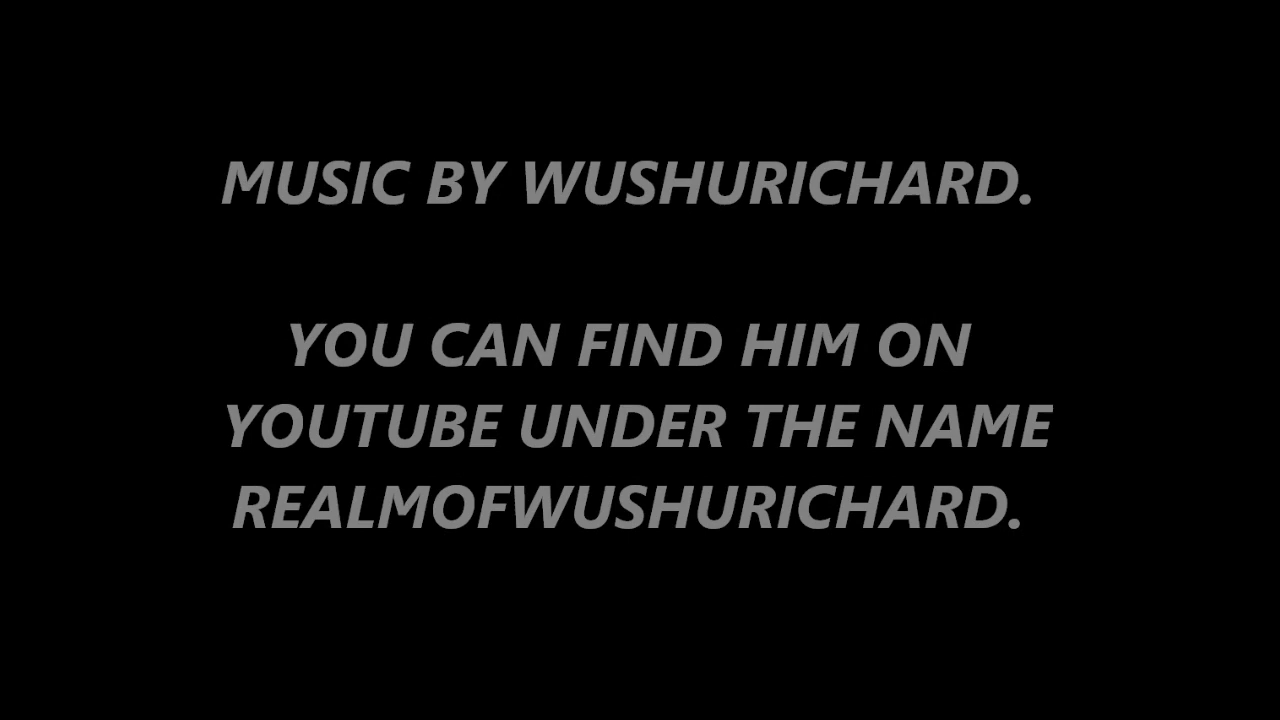 MUSIC BY WUSHURICHARD.
YOU CAN FIND HIM ON
YOUTUBE UNDER THE NAME
REALMOFWUSHURICHARD.